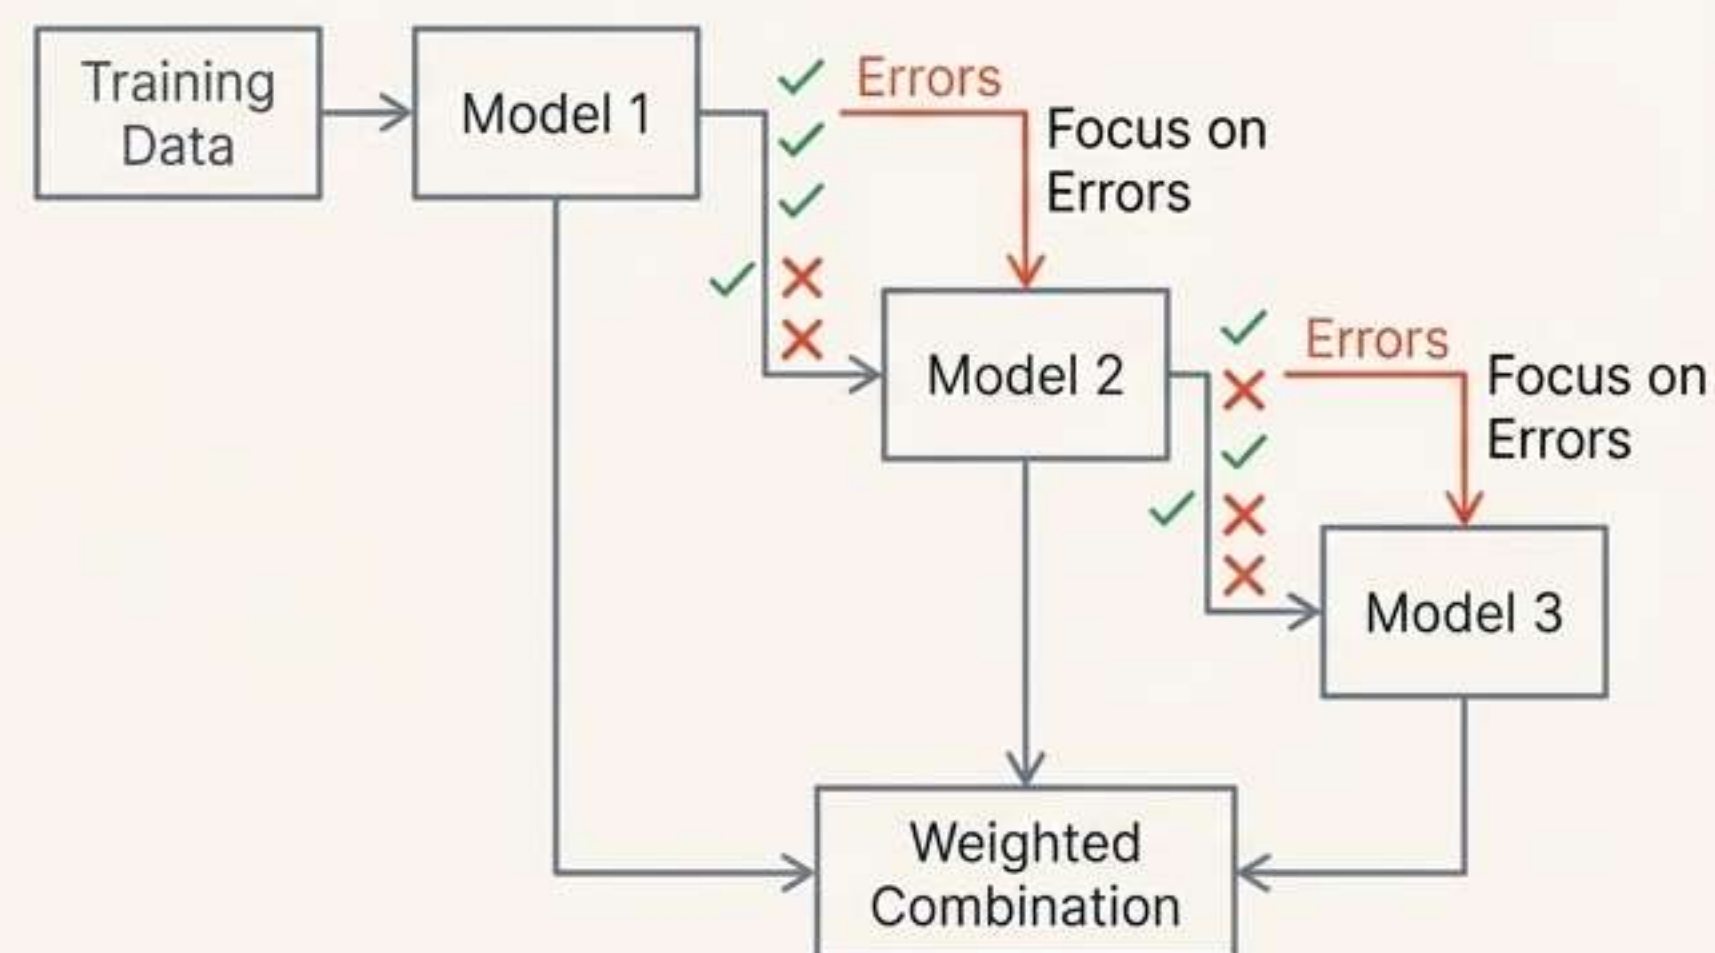 Training
Data
Model 1
Errors
Focus on
Errors
Model 2
Errors
Focus on
Errors
Model 3
Weighted
Combination